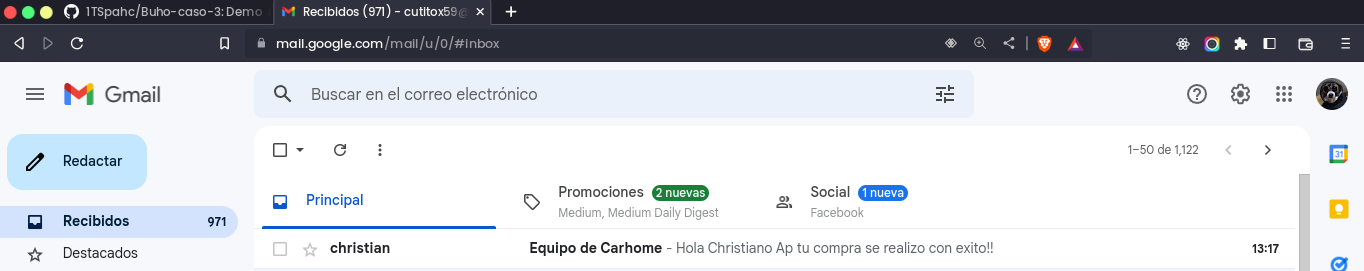 1TSpahc/Buho-caso-3: Demo
Recibidos (971) - cutitox59@
mail.google.com/mail/u/0/#inbox
Gmail
Buscar en el correo electrónico
Redactar
1–50 de 1,122
Principal
Promociones 2 nuevas
Medium, Medium Daily Digest
Social 1 nueva
Facebook
Recibidos 971
Destacados
christian Equipo de Carhome - Hola Christiano Ap tu compra se realizo con exito!! 13:17
31